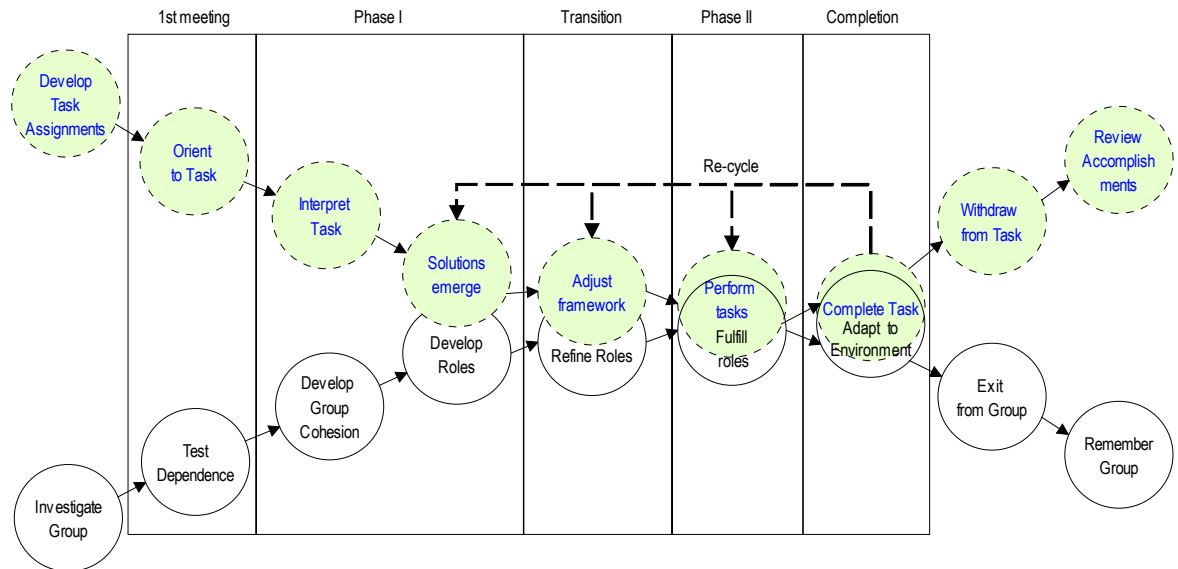 1st meeting
Phase I
Transition
Phase II
Completion
Develop
Task
Assignments
Orient
to Task
Interpret
Task
Solutions
emerge
Adjust
framework
Perform
tasks
Complete Task
Re-cycle
Withdraw
from Task
Review
Accomplish
ments
Investigate
Group
Test
Dependence
Develop
Group
Cohesion
Develop
Roles
Refine Roles
Fulfill
roles
Adapt to
Environment
Exit
from Group
Remember
Group